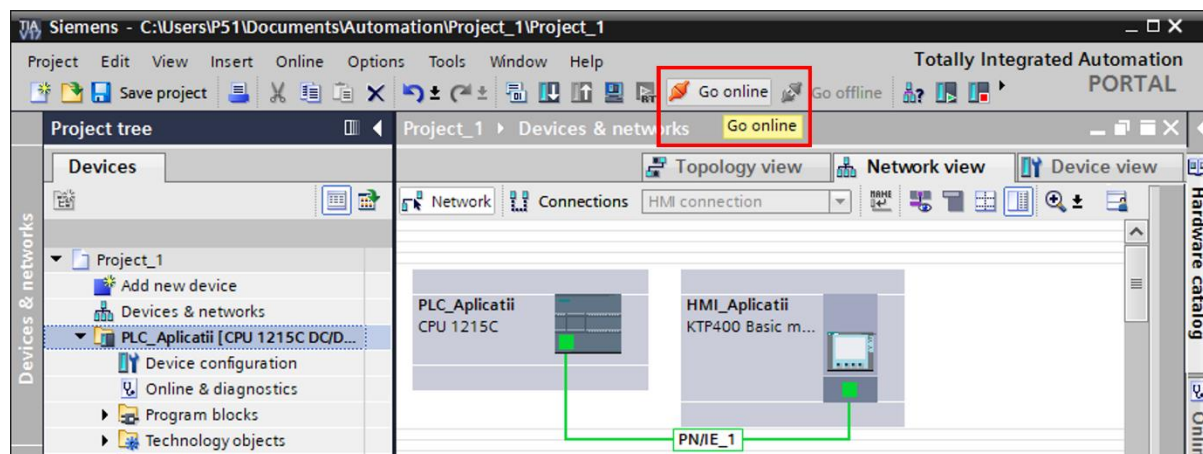 Siemens - C:\Users\P51\Documents\Automation\Project_1\Project_1
Project Edit View Insert Online Options Tools Window Help
Totally Integrated Automation
PORTAL
Save project
Go online
Go offline
Project tree
Project_1 Devices & networks
Go online
Devices
Topology view
Network view
Device view
Network
Connections
HMI connection
Devices & networks
Hardware catalog
Project_1
Add new device
Devices & networks
PLC_Aplicatii [CPU 1215C DC/D...
Device configuration
Online & diagnostics
Program blocks
Technology objects
PLC_Aplicatii
CPU 1215C
HMI_Aplicatii
KTP400 Basic m...
PN/IE_1